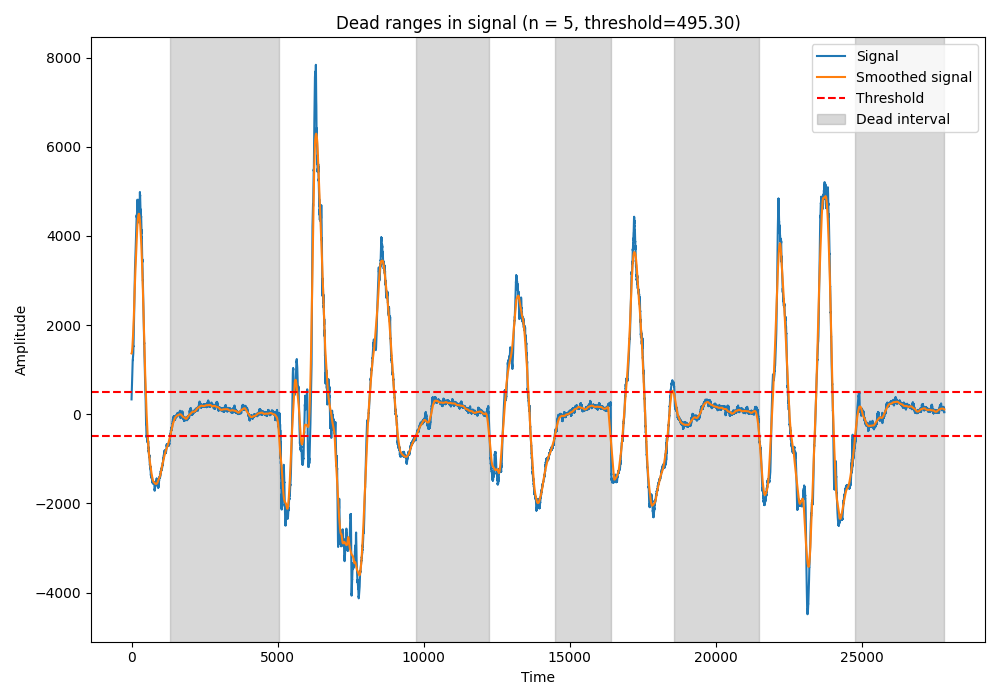 Dead ranges in signal (n = 5, threshold=495.30)
Signal
Smoothed signal
Threshold
Dead interval
8000
6000
4000
2000
0
−2000
−4000
Amplitude
0 5000 10000 15000 20000 25000
Time